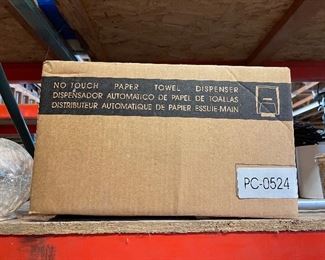 NO TOUCH PAPER TOWEL DISPENSER
DISPENSADOR AUTOMATICO DE PAPEL DE TOALLAS
DISTRIBUTEUR AUTOMATIQUE DE PAPIER ESSUIE-MAIN
PC-0524